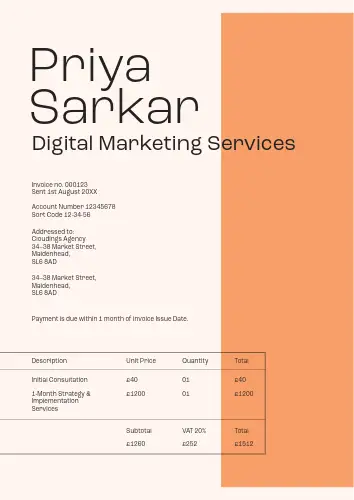 Priya
Sarkar
Digital Marketing Services
Invoice no. 000123
Sent 1st August 20XX
Account Number 12345678
Sort Code 12-34-56
Addressed to:
Cloudings Agency
34-38 Market Street,
Maidenhead,
SL6 8AD
34-38 Market Street,
Maidenhead,
SL6 8AD
Payment is due within 1 month of invoice Issue Date.
Description Unit Price Quantity Total
Initial Consultation £40 01 £40
1-Month Strategy & £1200 01 £1200
Implementation
Services
Subtotal VAT 20% Total
£1260 £252 £1512